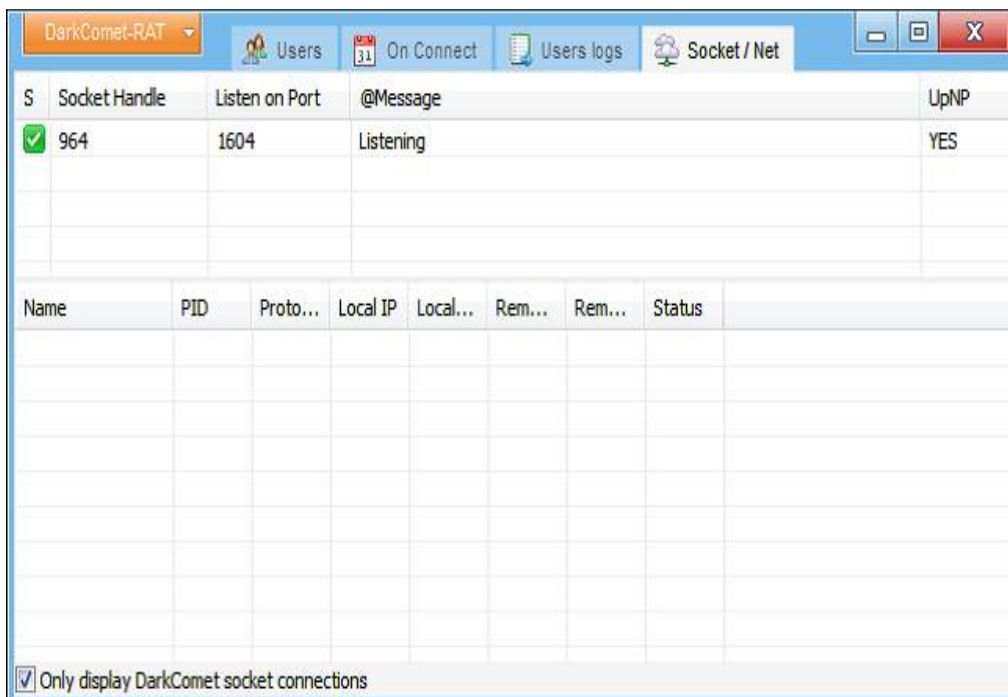 DarkComet-RAT Users 31 On Connect Users logs Socket / Net X
S Socket Handle Listen on Port @Message UpNP
964 1604 Listening YES
Name PID Proto... Local IP Local... Rem... Rem... Status
Only display DarkComet socket connections